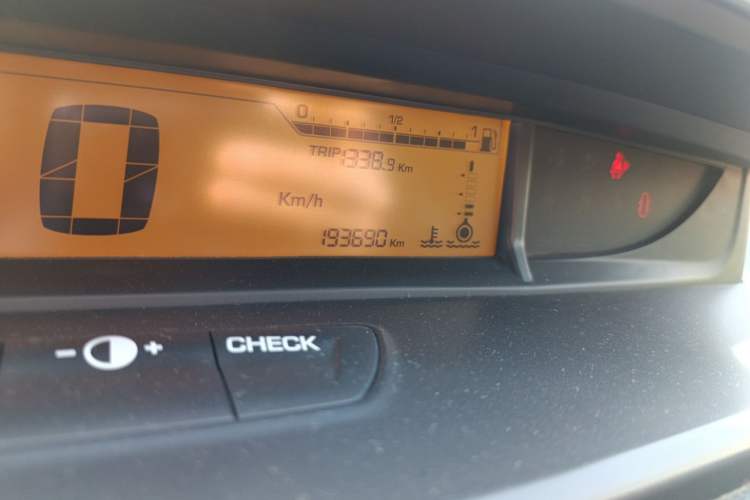 0
0 1/2 1
TRIP 1338.9 Km
Km/h
193690 Km
- +
CHECK